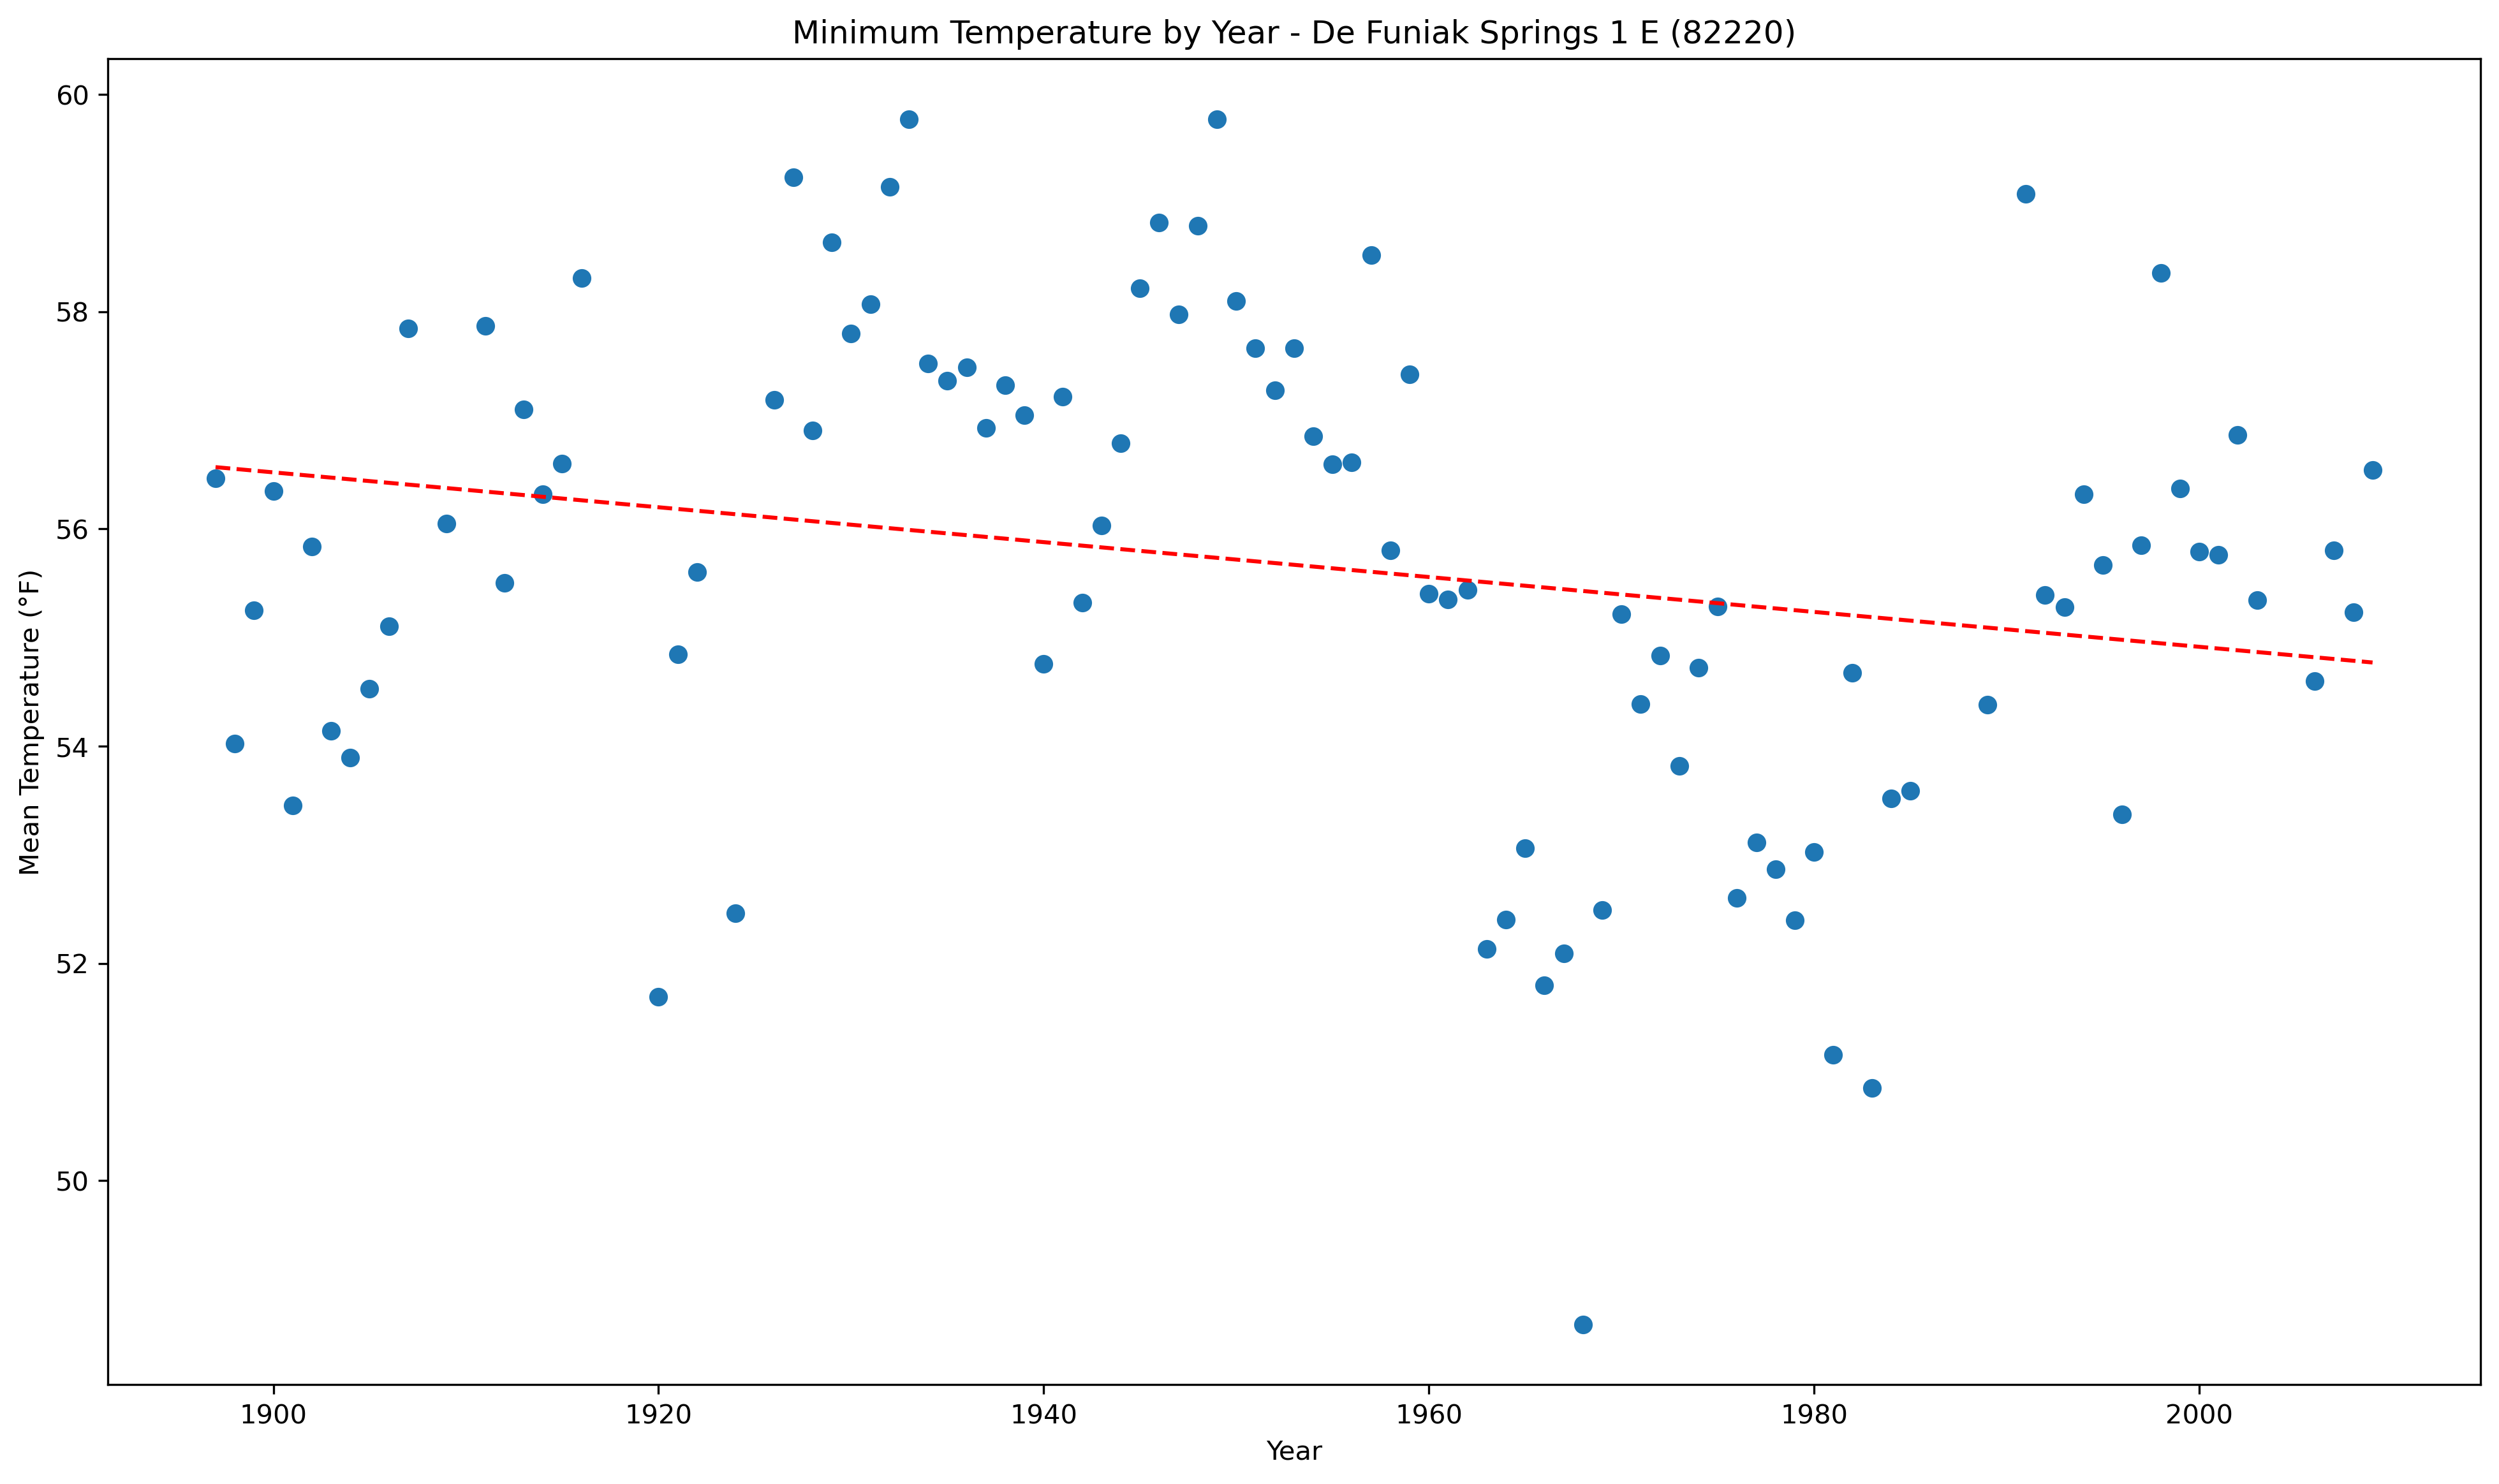 Minimum Temperature by Year - De Funiak Springs 1 E (82220)
Mean Temperature (°F)
60
58
56
54
52
50
1900 1920 1940 1960 1980 2000
Year